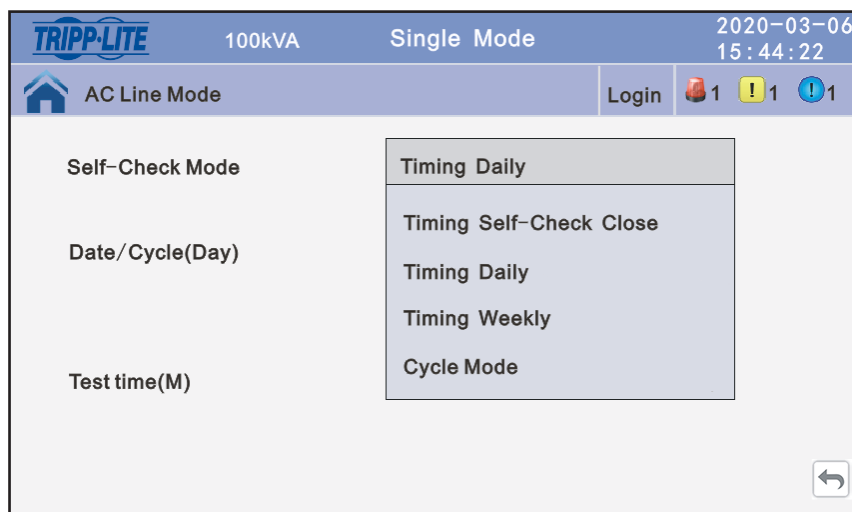 TRIPP·LITE 100kVA Single Mode 2020-03-06
15:44:22
AC Line Mode Login 1 ! 1 ! 1
Self-Check Mode Timing Daily
Timing Self-Check Close
Date/Cycle(Day)
Timing Daily
Timing Weekly
Cycle Mode
Test time(M)